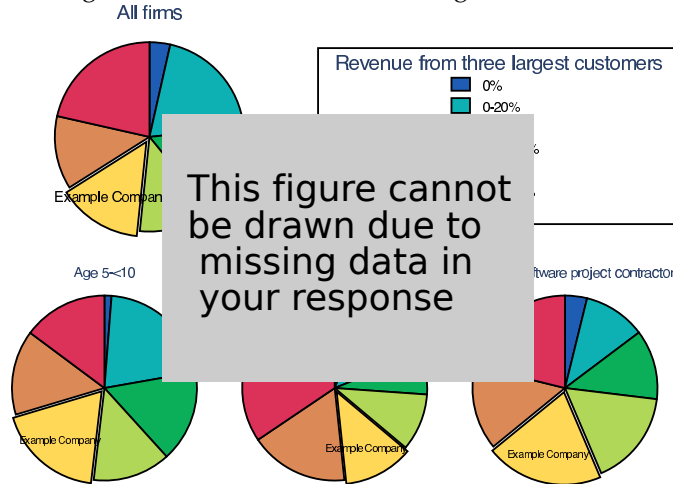 All firms
Revenue from three largest customers
0%
0-20%
%
This figure cannot
be drawn due to
missing data in
your response
Example Compan
Age 5-<10
ftware project contractor
Example Company
Example Company
Example Company